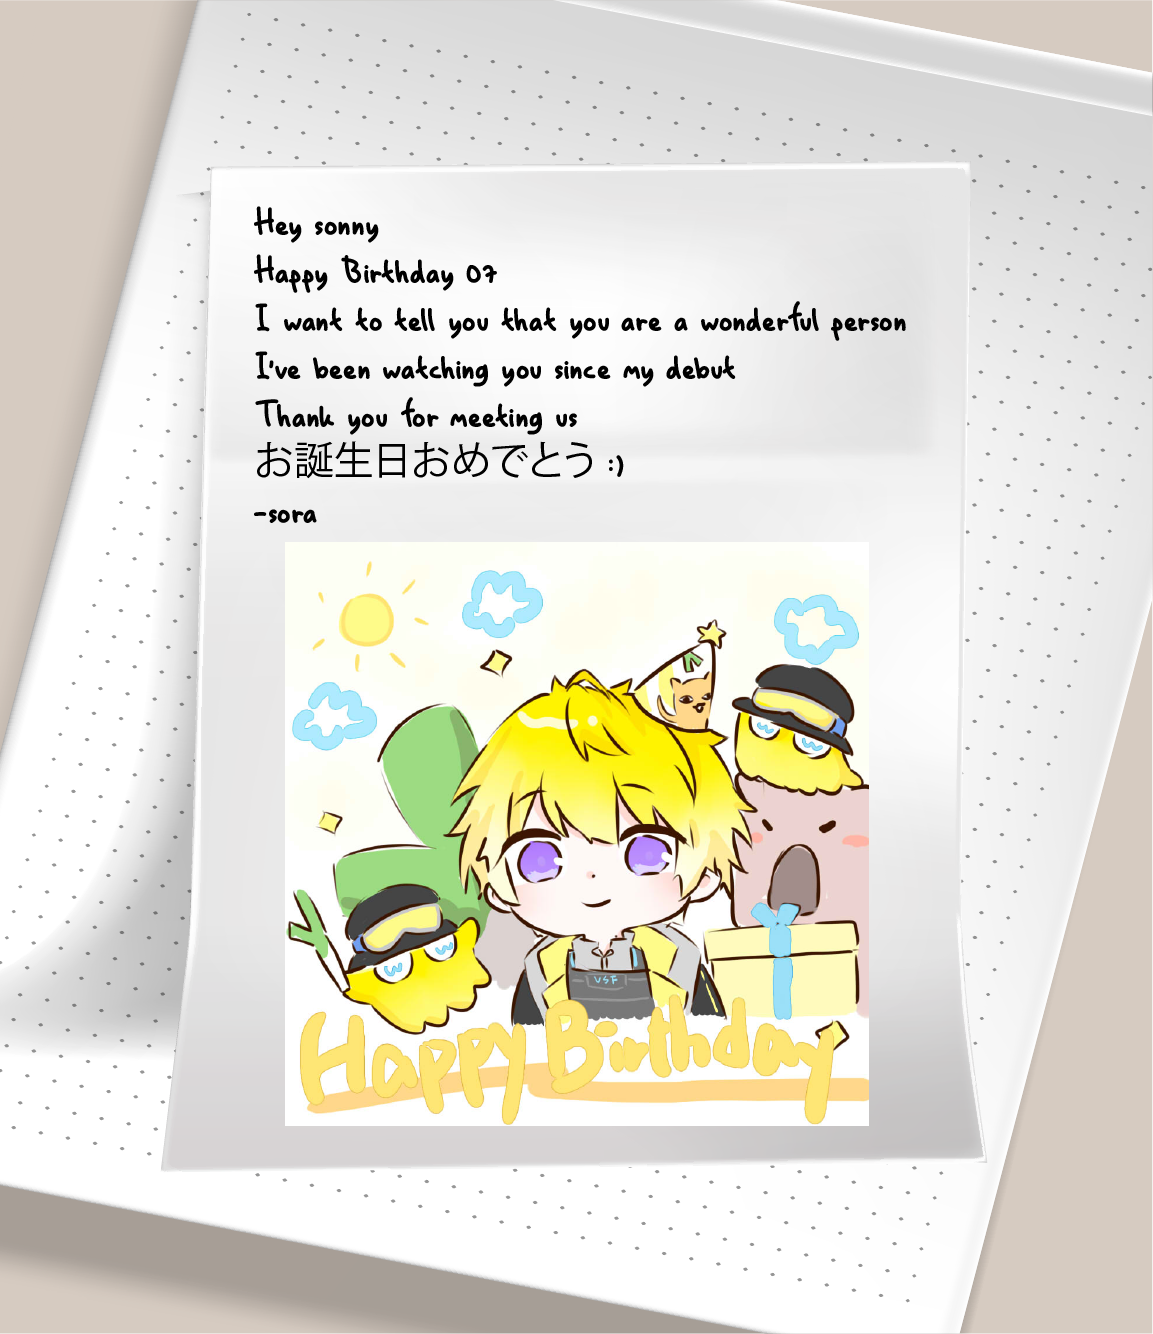 Hey sonny
Happy Birthday 07
I want to tell you that you are a wonderful person
I've been watching you since my debut
Thank you for meeting us
お誕生日おめでとう :)
-sora
W W
W W
VSF
Happy Birthday